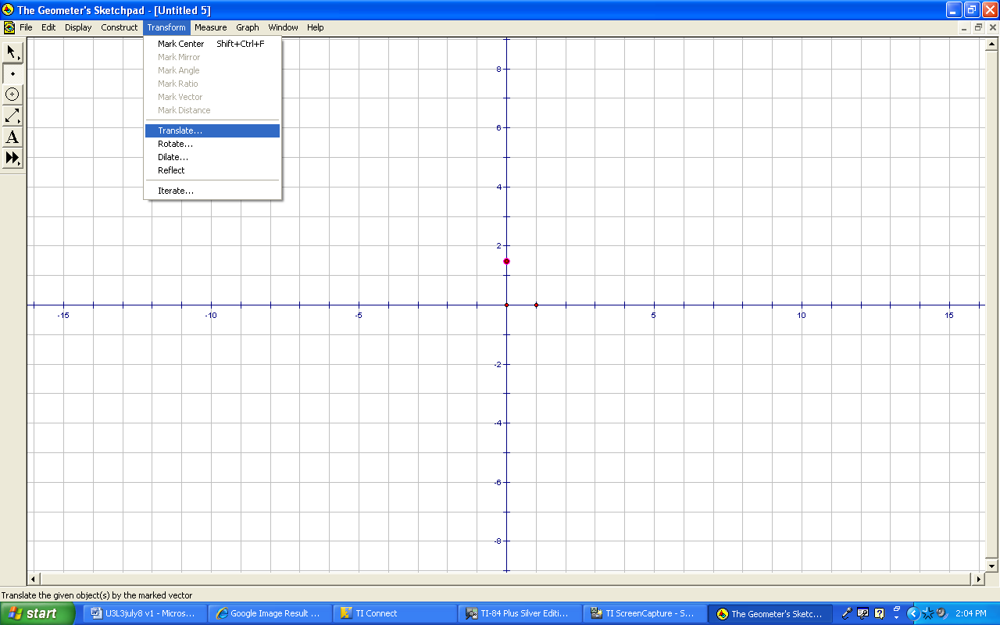 The Geometer's Sketchpad - [Untitled 5]
File Edit Display Construct Transform Measure Graph Window Help
Mark Center Shift+Ctrl+F
Mark Mirror
Mark Angle
Mark Ratio
Mark Vector
Mark Distance
Translate...
Rotate...
Dilate...
Reflect
Iterate...
A
8
6
4
2
-15 -10 -5 5 10 15
-2
-4
-6
-8
Translate the given object(s) by the marked vector
start U3L3july8 v1 - Micros... Google Image Result ... TI Connect TI-84 Plus Silver Editi... TI ScreenCapture - S... The Geometer's Sketc... 2:04 PM